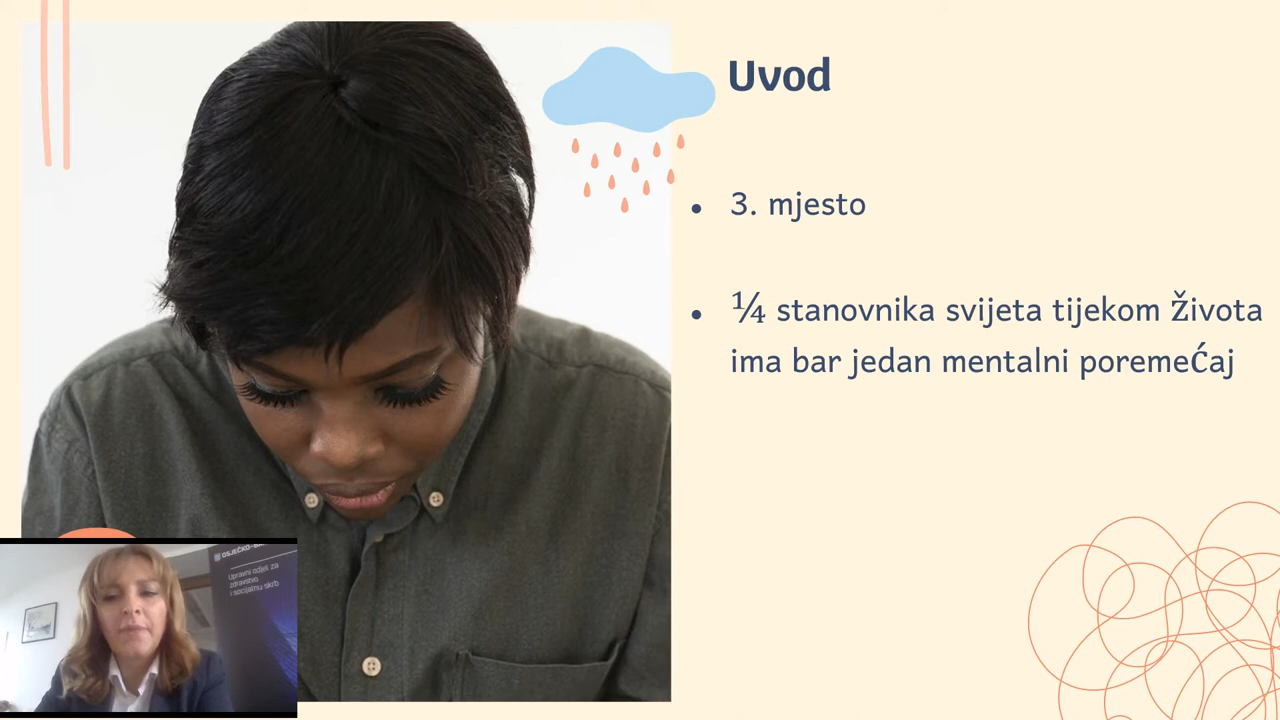 Uvod
• 3. mjesto
• ¼ stanovnika svijeta tijekom života
ima bar jedan mentalni poremećaj
OSJEČKO-
Upravni odjel za
zdravstvo
i socijalnu skrb